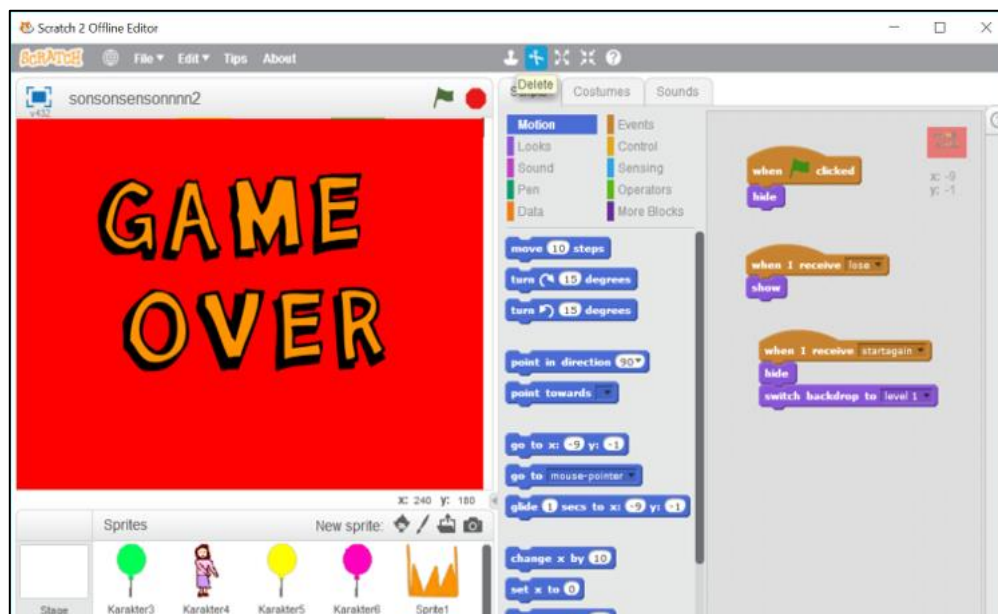 Scratch 2 Offline Editor
SCRATCH File Edit Tips About
Delete
sonsonsensonnnn2
v432
Costumes Sounds
Motion Events
Looks Control
Sound Sensing
Pen Operators
Data More Blocks
GAME
OVER
move 10 steps
turn 15 degrees
turn 15 degrees
point in direction 90
point towards
go to x: -9 y: -1
go to mouse-pointer
glide 1 secs to x: -9 y: -1
change x by 10
set x to 0
when clicked
hide
x: -9
y: -1
when I receive lose
show
when I receive startagain
hide
switch backdrop to level 1
x: 240 y: 180
Sprites New sprite:
Stage Karakter3 Karakter4 Karakter5 Karakter6 Sprite1